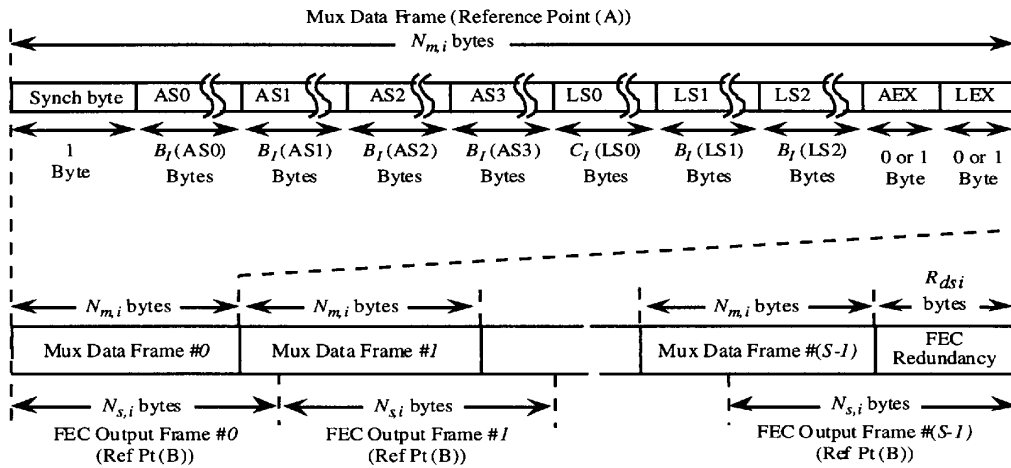 Mux Data Frame (Reference Point (A))
N_{m,i} bytes
Synch byte AS0 AS1 AS2 AS3 LS0 LS1 LS2 AEX LEX
1 Byte B_I(AS0) Bytes B_I(AS1) Bytes B_I(AS2) Bytes B_I(AS3) Bytes C_I(LS0) Bytes B_I(LS1) Bytes B_I(LS2) Bytes 0 or 1 Byte 0 or 1 Byte
N_{m,i} bytes N_{m,i} bytes N_{m,i} bytes R_{dsi} bytes
Mux Data Frame #0 Mux Data Frame #1 Mux Data Frame #(S-1) FEC Redundancy
N_{s,i} bytes N_{s,i} bytes N_{s,i} bytes
FEC Output Frame #0 FEC Output Frame #1 FEC Output Frame #(S-1)
(Ref Pt (B)) (Ref Pt (B)) (Ref Pt (B))